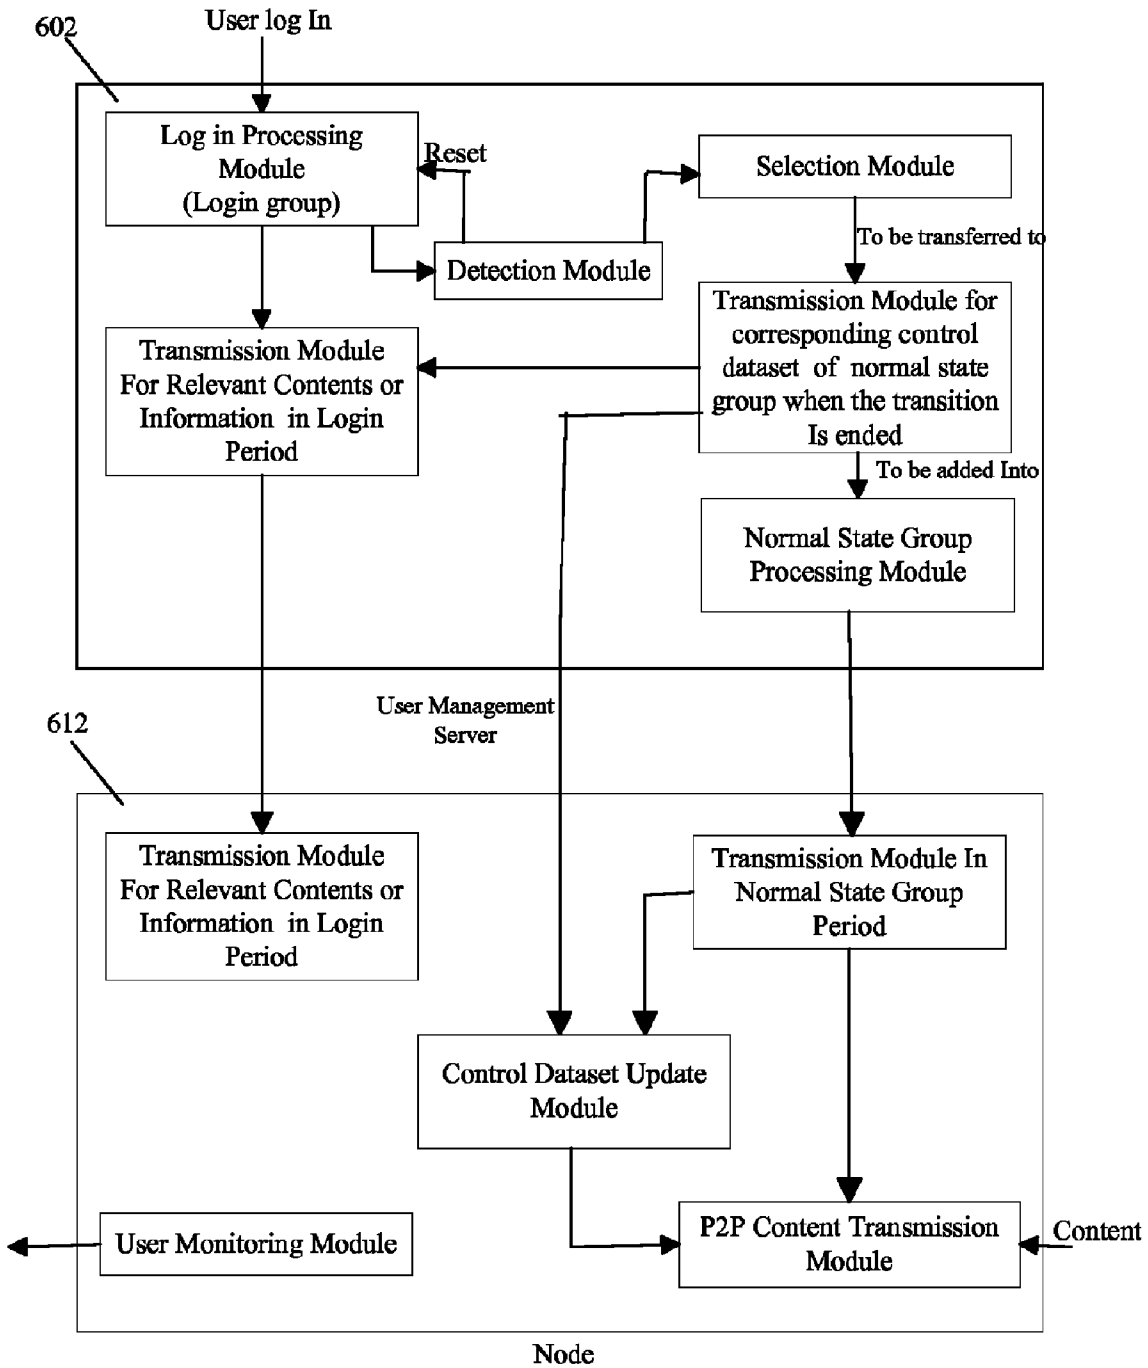 602
User log In
Log in Processing
Module
(Login group)
Reset
Selection Module
To be transferred to
Detection Module
Transmission Module for
corresponding control
dataset of normal state
group when the transition
Is ended
Transmission Module
For Relevant Contents or
Information in Login
Period
To be added Into
Normal State Group
Processing Module
User Management
Server
612
Transmission Module
For Relevant Contents or
Information in Login
Period
Transmission Module In
Normal State Group
Period
Control Dataset Update
Module
User Monitoring Module
P2P Content Transmission
Module
Content
Node